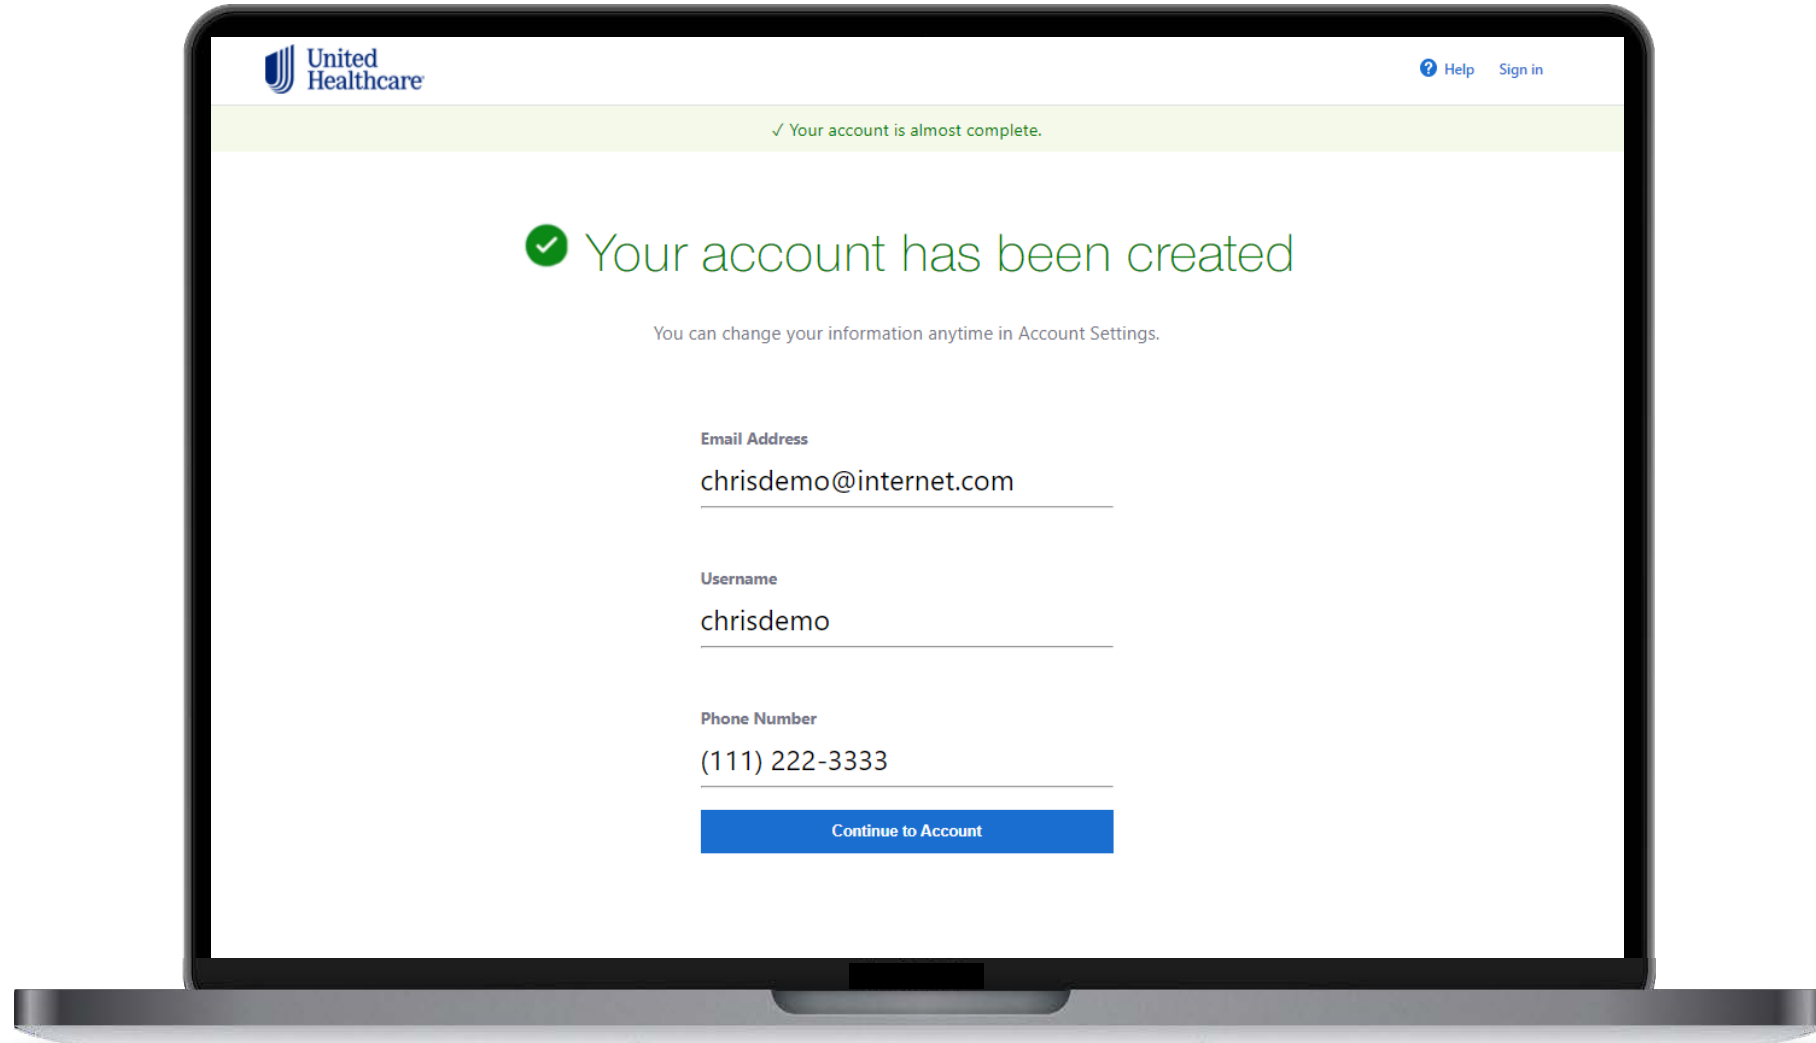 United
Healthcare
Help
Sign in
✓ Your account is almost complete.
Your account has been created
You can change your information anytime in Account Settings.
Email Address
chrisdemo@internet.com
Username
chrisdemo
Phone Number
(111) 222-3333
Continue to Account